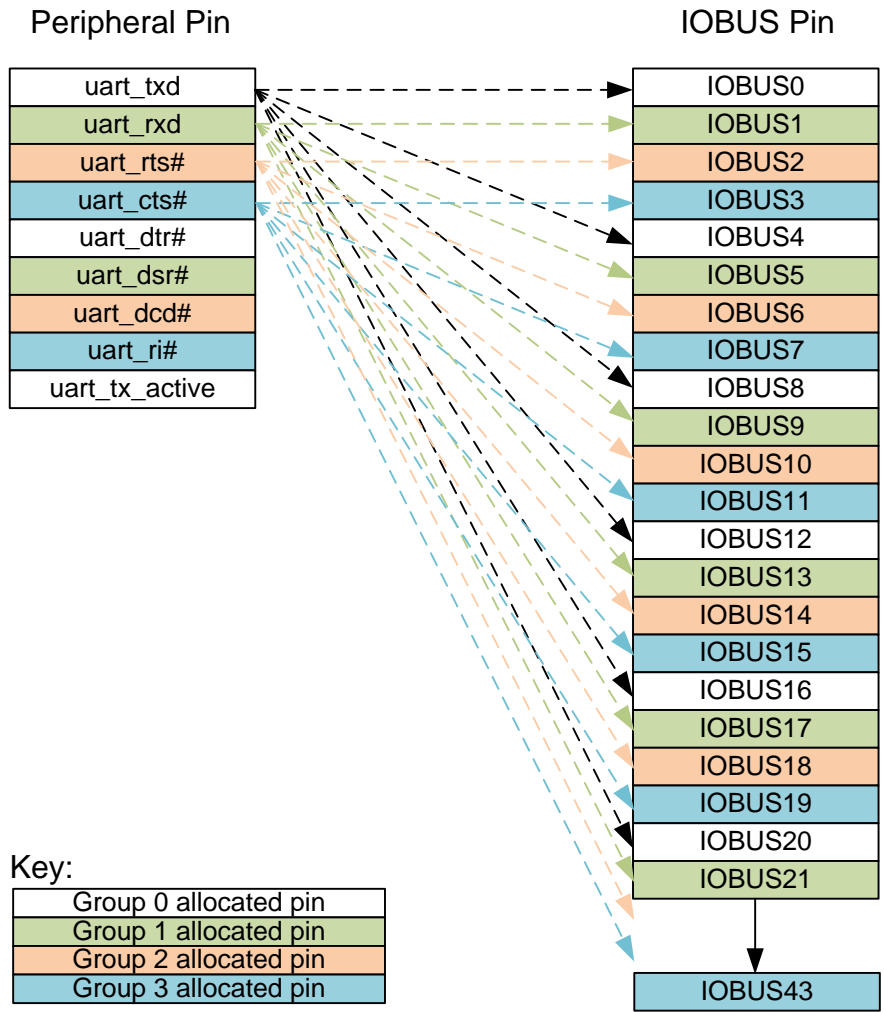 Peripheral Pin
uart_txd
uart_rxd
uart_rts#
uart_cts#
uart_dtr#
uart_dsr#
uart_dcd#
uart_ri#
uart_tx_active
IOBUS Pin
IOBUS0
IOBUS1
IOBUS2
IOBUS3
IOBUS4
IOBUS5
IOBUS6
IOBUS7
IOBUS8
IOBUS9
IOBUS10
IOBUS11
IOBUS12
IOBUS13
IOBUS14
IOBUS15
IOBUS16
IOBUS17
IOBUS18
IOBUS19
IOBUS20
IOBUS21
IOBUS43
Key:
Group 0 allocated pin
Group 1 allocated pin
Group 2 allocated pin
Group 3 allocated pin